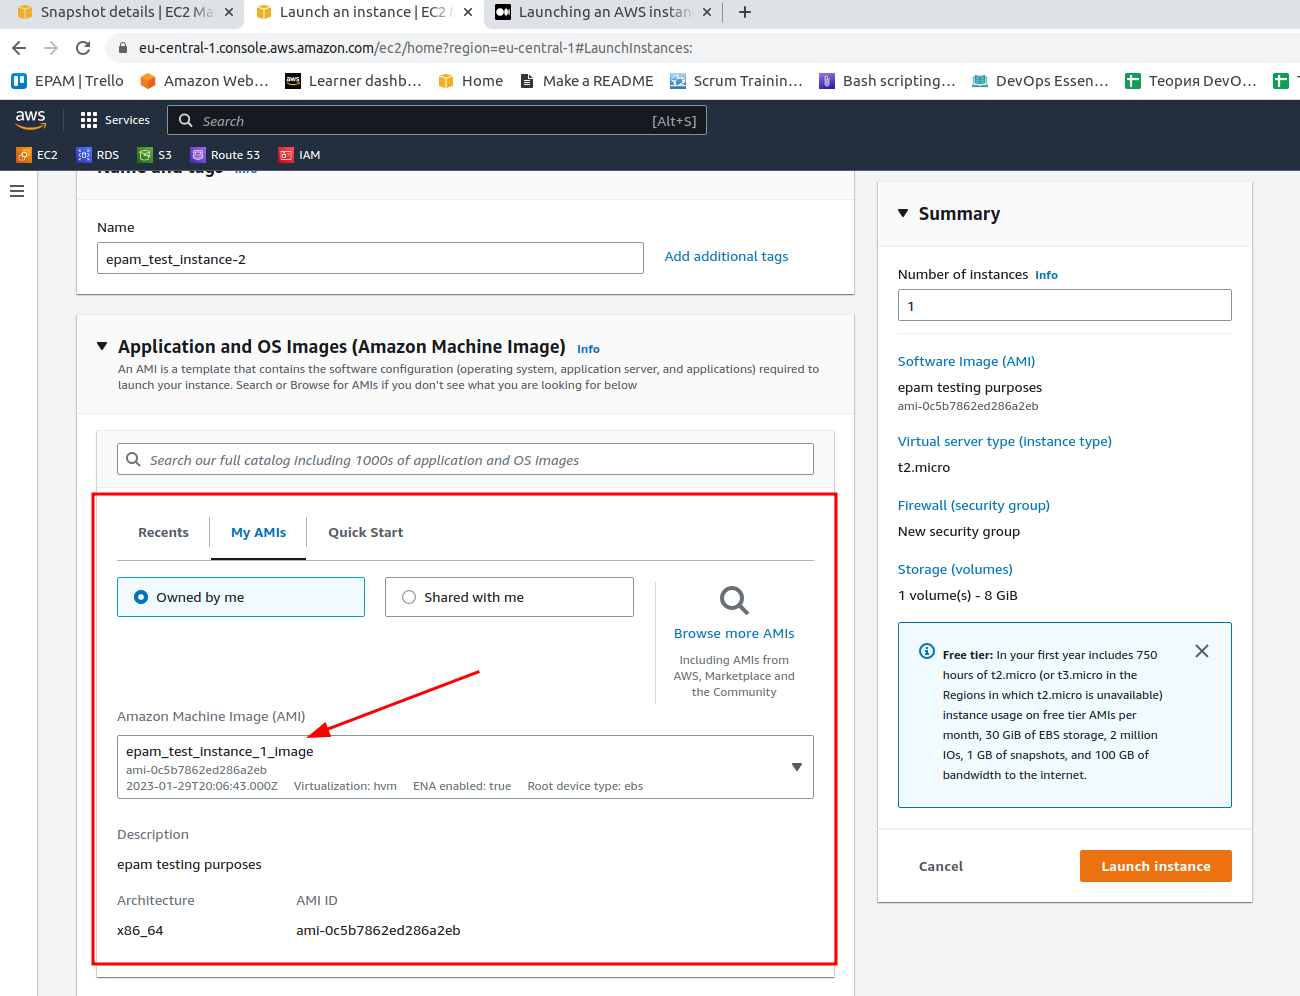 Snapshot details | EC2 Ma
Launch an instance | EC2 M
Launching an AWS instan
eu-central-1.console.aws.amazon.com/ec2/home?region=eu-central-1#LaunchInstances:
EPAM | Trello
Amazon Web...
Learner dashb...
Home
Make a README
Scrum Trainin...
Bash scripting...
DevOps Essen...
Теория DevO...
aws
Services
Search
[Alt+S]
EC2
RDS
S3
Route 53
IAM
Name and tags Info
Name
epam_test_instance-2
Add additional tags
Application and OS Images (Amazon Machine Image) Info
An AMI is a template that contains the software configuration (operating system, application server, and applications) required to
launch your instance. Search or Browse for AMIs if you don't see what you are looking for below
Search our full catalog including 1000s of application and OS images
Recents
My AMIs
Quick Start
Owned by me
Shared with me
Browse more AMIs
Including AMIs from
AWS, Marketplace and
the Community
Amazon Machine Image (AMI)
epam_test_instance_1_image
ami-0c5b7862ed286a2eb
2023-01-29T20:06:43.000Z Virtualization: hvm ENA enabled: true Root device type: ebs
Description
epam testing purposes
Architecture
AMI ID
x86_64
ami-0c5b7862ed286a2eb
Summary
Number of instances Info
1
Software Image (AMI)
epam testing purposes
ami-0c5b7862ed286a2eb
Virtual server type (instance type)
t2.micro
Firewall (security group)
New security group
Storage (volumes)
1 volume(s) - 8 GiB
Free tier: In your first year includes 750
hours of t2.micro (or t3.micro in the
Regions in which t2.micro is unavailable)
instance usage on free tier AMIs per
month, 30 GiB of EBS storage, 2 million
IOs, 1 GB of snapshots, and 100 GB of
bandwidth to the internet.
Cancel
Launch instance